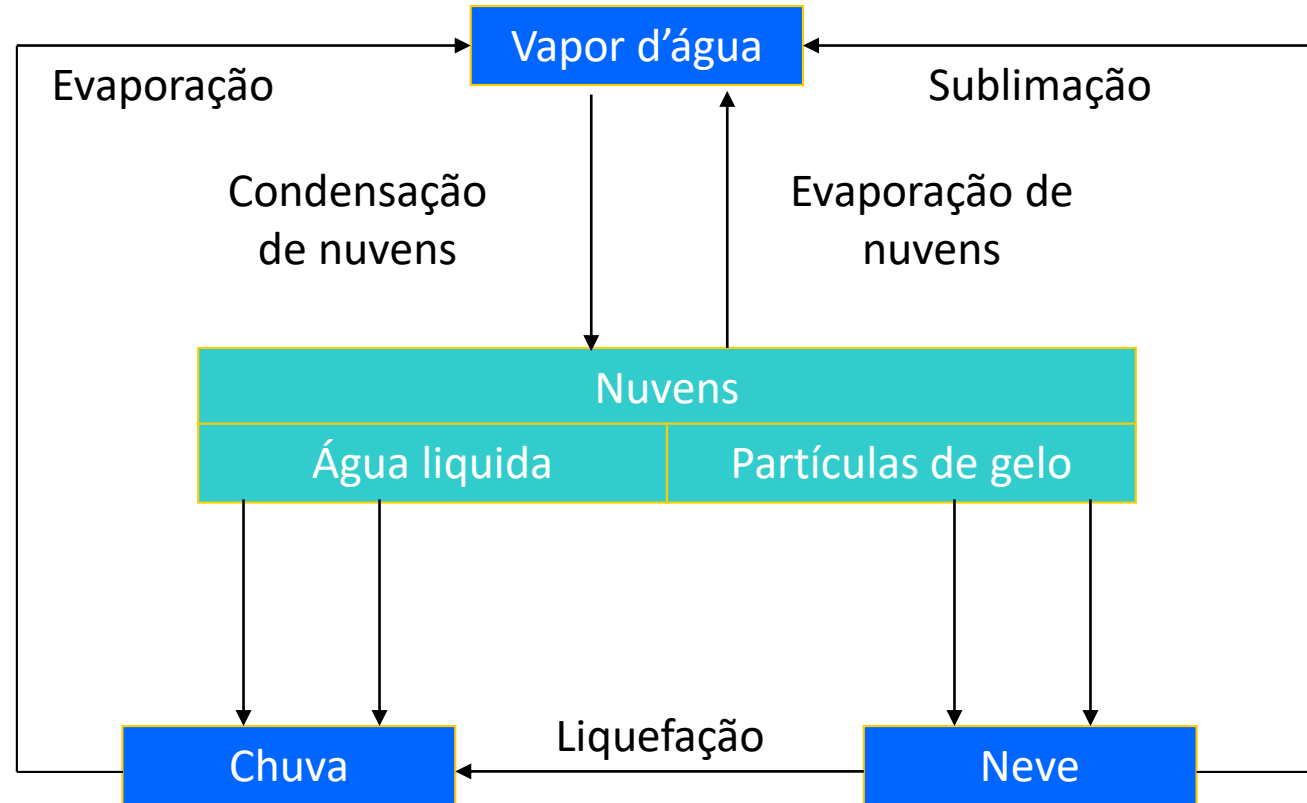 Vapor d’água
Evaporação
Sublimação
Condensação
de nuvens
Evaporação de
nuvens
Nuvens
Água liquida
Partículas de gelo
Liquefação
Chuva
Neve